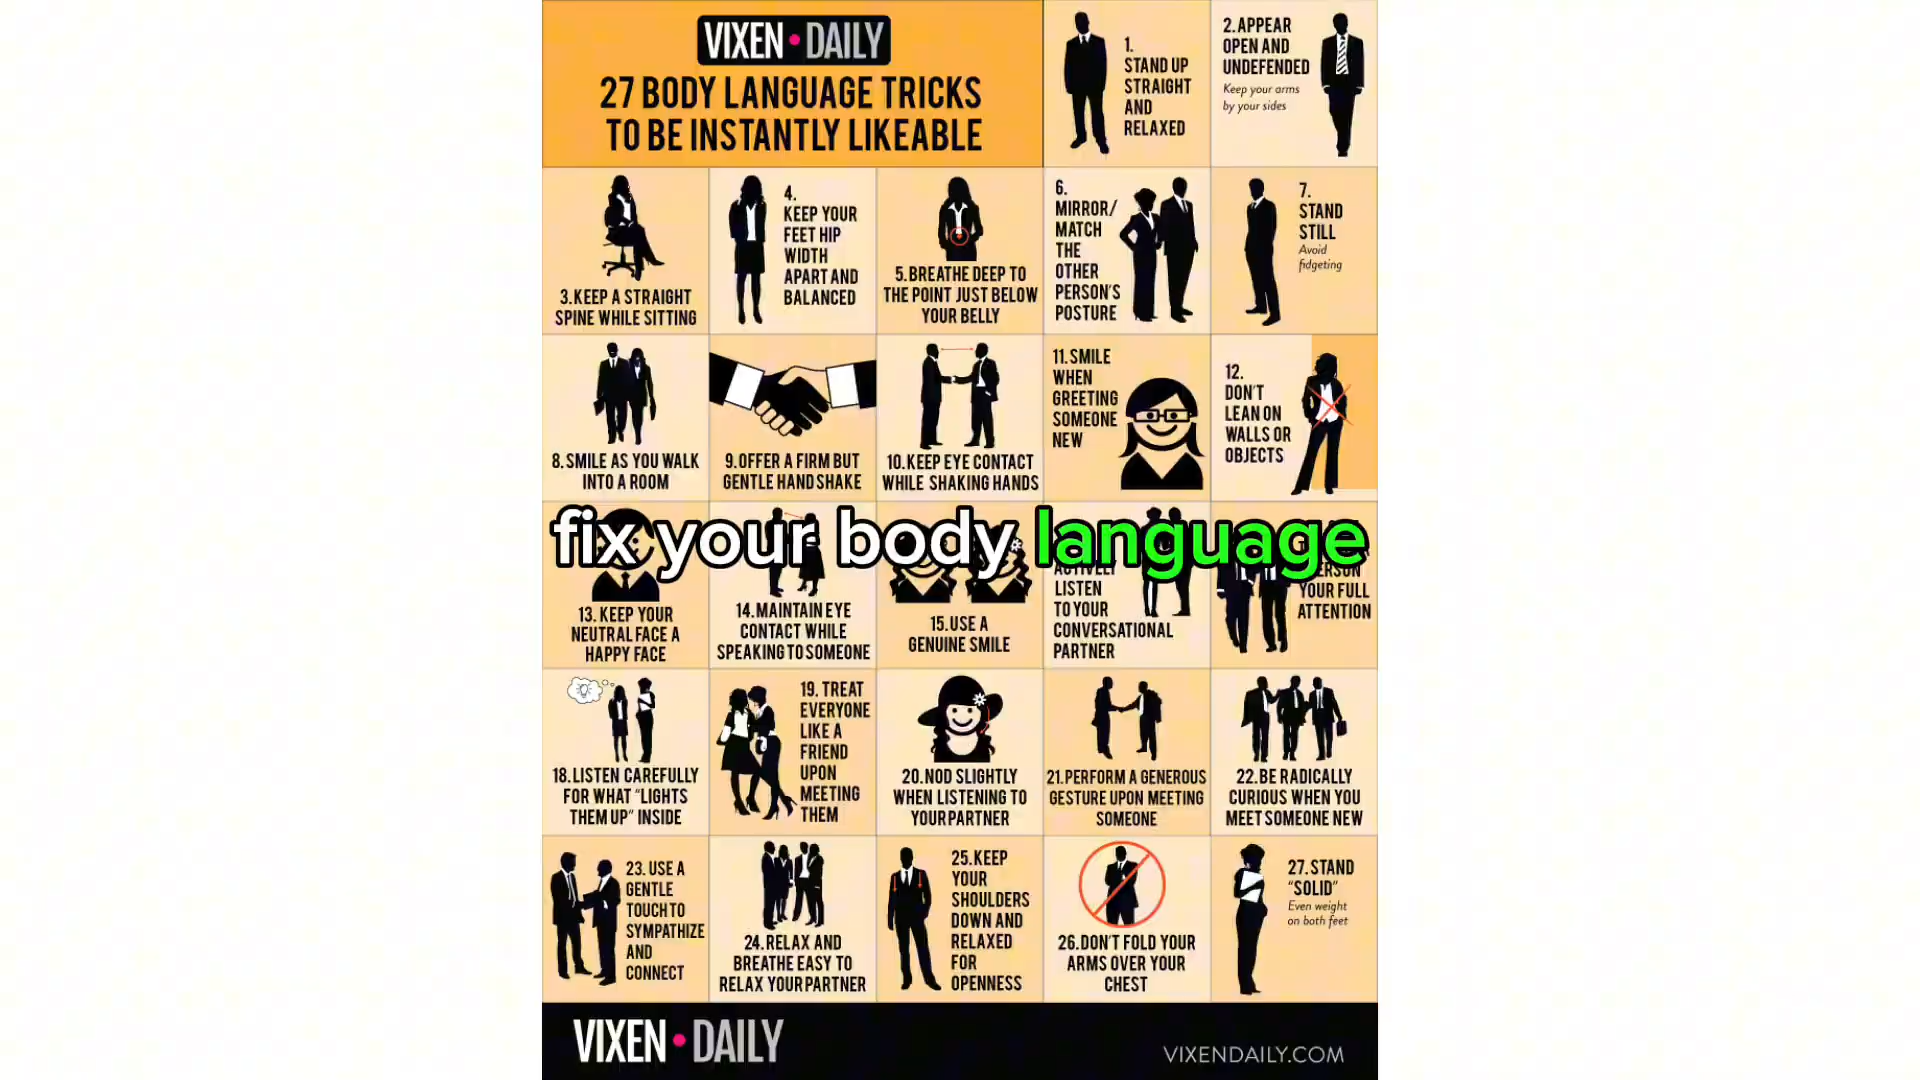 VIXEN • DAILY
27 BODY LANGUAGE TRICKS
TO BE INSTANTLY LIKEABLE
1.
STAND UP
STRAIGHT
AND
RELAXED
2. APPEAR
OPEN AND
UNDEFENDED
Keep your arms
by your sides
3. KEEP A STRAIGHT
SPINE WHILE SITTING
4.
KEEP YOUR
FEET HIP
WIDTH
APART AND
BALANCED
5. BREATHE DEEP TO
THE POINT JUST BELOW
YOUR BELLY
6.
MIRROR/
MATCH
THE
OTHER
PERSON'S
POSTURE
7.
STAND
STILL
Avoid
fidgeting
8. SMILE AS YOU WALK
INTO A ROOM
9. OFFER A FIRM BUT
GENTLE HAND SHAKE
10. KEEP EYE CONTACT
WHILE SHAKING HANDS
11. SMILE
WHEN
GREETING
SOMEONE
NEW
12.
DON'T
LEAN ON
WALLS OR
OBJECTS
fix your body language
13. KEEP YOUR
NEUTRAL FACE A
HAPPY FACE
14. MAINTAIN EYE
CONTACT WHILE
SPEAKING TO SOMEONE
15. USE A
GENUINE SMILE
ACTIVELY
LISTEN
TO YOUR
CONVERSATIONAL
PARTNER
PERSON
YOUR FULL
ATTENTION
18. LISTEN CAREFULLY
FOR WHAT "LIGHTS
THEM UP" INSIDE
19. TREAT
EVERYONE
LIKE A
FRIEND
UPON
MEETING
THEM
20. NOD SLIGHTLY
WHEN LISTENING TO
YOUR PARTNER
21. PERFORM A GENEROUS
GESTURE UPON MEETING
SOMEONE
22. BE RADICALLY
CURIOUS WHEN YOU
MEET SOMEONE NEW
23. USE A
GENTLE
TOUCH TO
SYMPATHIZE
AND
CONNECT
24. RELAX AND
BREATHE EASY TO
RELAX YOUR PARTNER
25. KEEP
YOUR
SHOULDERS
DOWN AND
RELAXED
FOR
OPENNESS
26. DON'T FOLD YOUR
ARMS OVER YOUR
CHEST
27. STAND
"SOLID"
Even weight
on both feet
VIXEN • DAILY
VIXENDAILY.COM